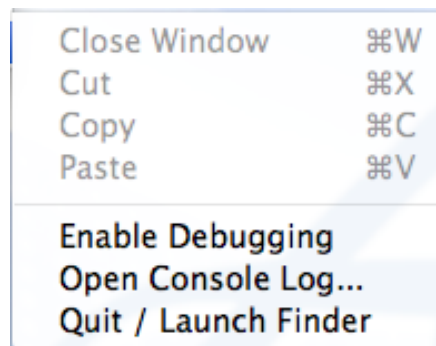 Close Window ⌘W
Cut ⌘X
Copy ⌘C
Paste ⌘V
Enable Debugging
Open Console Log...
Quit / Launch Finder